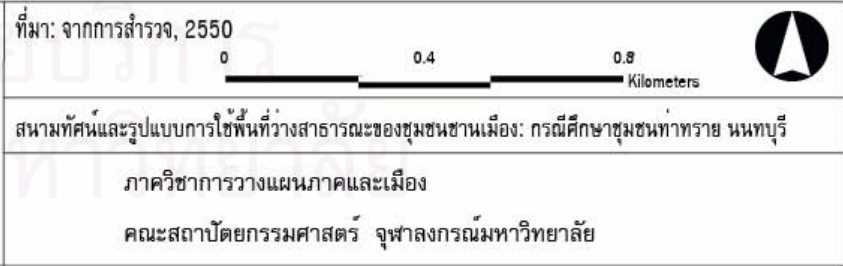 ที่มา: จากการสำรวจ, 2550
0 0.4 0.8
Kilometers
สนามทัศน์และรูปแบบการใช้พื้นที่ว่างสาธารณะของชุมชนชานเมือง: กรณีศึกษาชุมชนท่าทราย นนทบุรี
ภาควิชาการวางแผนภาคและเมือง
คณะสถาปัตยกรรมศาสตร์ จุฬาลงกรณ์มหาวิทยาลัย